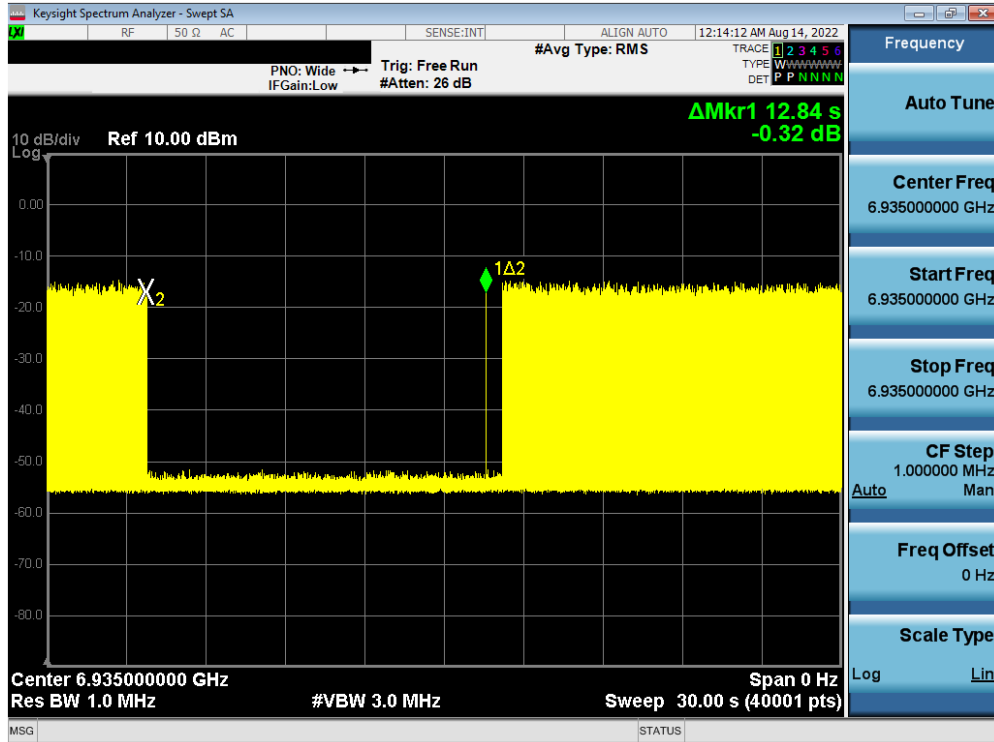 Keysight Spectrum Analyzer - Swept SA
LXI RF 50 Ω AC SENSE:INT ALIGN AUTO 12:14:12 AM Aug 14, 2022
#Avg Type: RMS TRACE 1 2 3 4 5 6
PNO: Wide Trig: Free Run TYPE WWWWWW
IFGain:Low #Atten: 26 dB DET P P N N N N
ΔMkr1 12.84 s
10 dB/div Ref 10.00 dBm -0.32 dB
Log
0.00
-10.0
1Δ2
X2
-20.0
-30.0
-40.0
-50.0
-60.0
-70.0
-80.0
Center 6.935000000 GHz Span 0 Hz
Res BW 1.0 MHz #VBW 3.0 MHz Sweep 30.00 s (40001 pts)
MSG STATUS
Frequency
Auto Tune
Center Freq
6.935000000 GHz
Start Freq
6.935000000 GHz
Stop Freq
6.935000000 GHz
CF Step
1.000000 MHz
Auto Man
Freq Offset
0 Hz
Scale Type
Log Lin